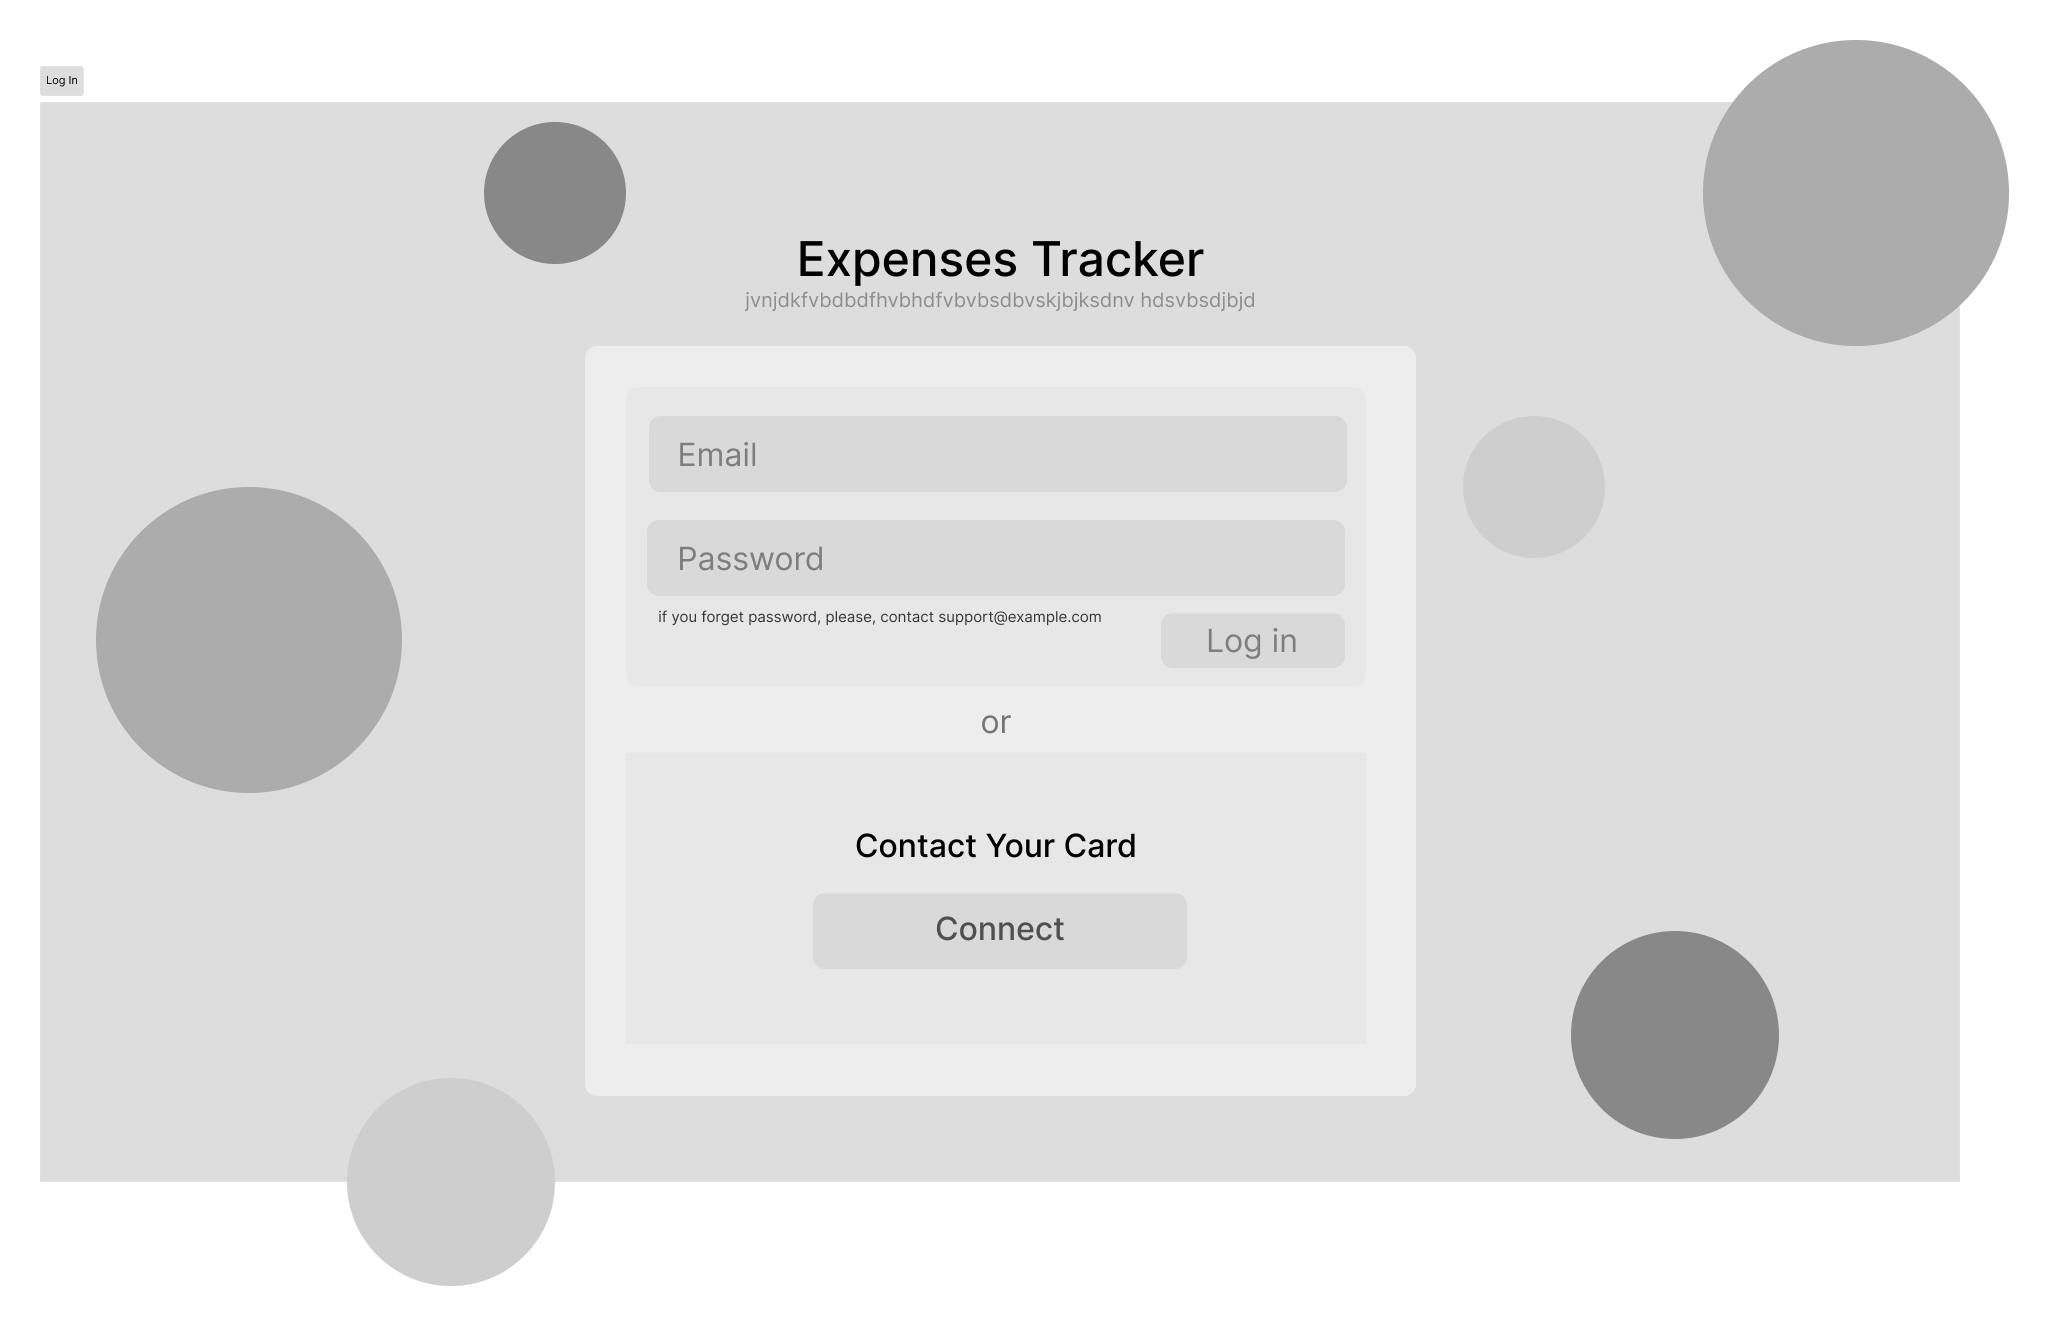 Log In
Expenses Tracker
jvnjdkfvbdbdfhvbhdfvbvbsdbvskjbjksdnv hdsvbsdjbjd
Email
Password
if you forget password, please, contact support@example.com
Log in
or
Contact Your Card
Connect